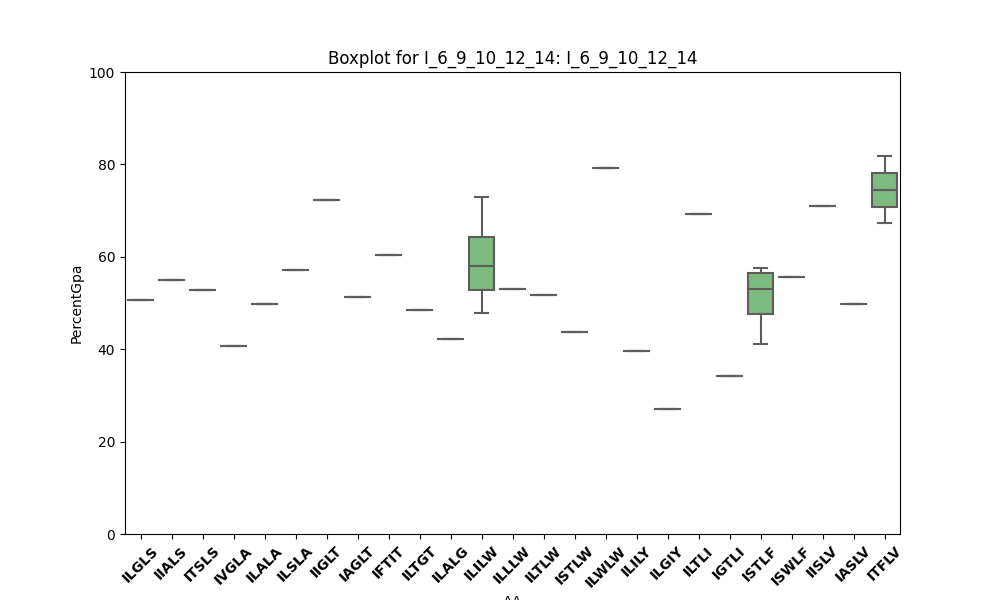 Boxplot for I_6_9_10_12_14: I_6_9_10_12_14
PercentGpa
100
80
60
40
20
0
ILGLS
IIALS
ITSLS
IVGLA
ILALA
ILSLA
IIGLT
IAGLT
IFTIT
ILTGT
ILALG
ILILW
ILLLW
ILTLW
ISTLW
ILWLW
ILILY
ILGIY
ILTLI
IGTLI
ISTLF
ISWLF
IISLV
IASLV
ITFLV
AA